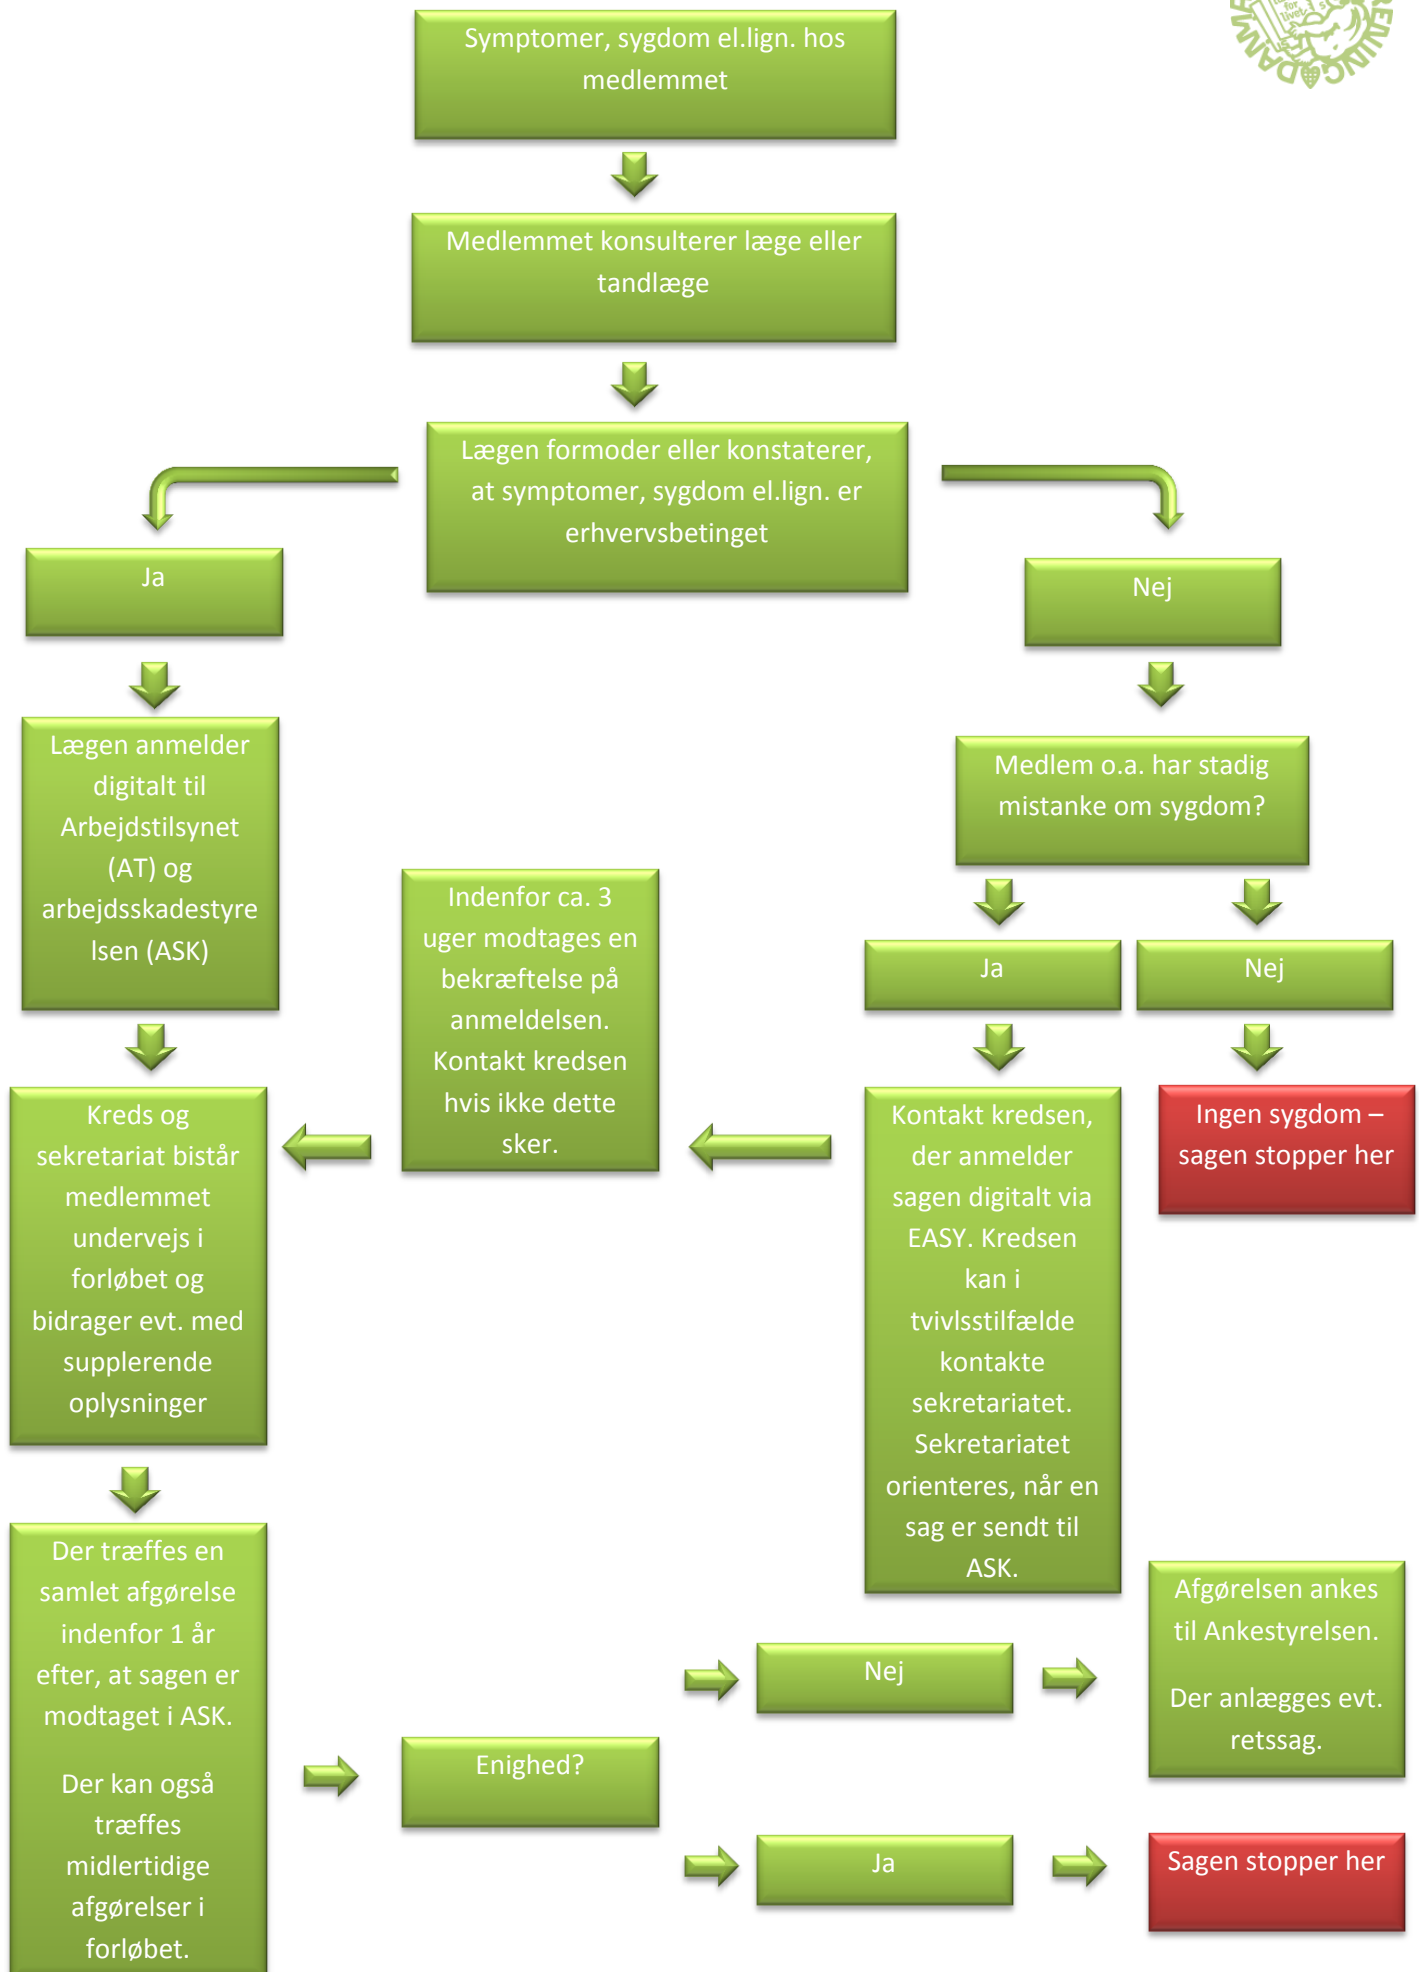 for
livet
DANM
RENING
Symptomer, sygdom el.lign. hos
medlemmet
Medlemmet konsulterer læge eller
tandlæge
Lægen formoder eller konstaterer,
at symptomer, sygdom el.lign. er
erhvervsbetinget
Ja
Nej
Lægen anmelder
digitalt til
Arbejdstilsynet
(AT) og
arbejdsskadestyre
lsen (ASK)
Medlem o.a. har stadig
mistanke om sygdom?
Indenfor ca. 3
uger modtages en
bekræftelse på
anmeldelsen.
Kontakt kredsen
hvis ikke dette
sker.
Ja
Nej
Kreds og
sekretariat bistår
medlemmet
undervejs i
forløbet og
bidrager evt. med
supplerende
oplysninger
Kontakt kredsen,
der anmelder
sagen digitalt via
EASY. Kredsen
kan i
tvivlsstilfælde
kontakte
sekretariatet.
Sekretariatet
orienteres, når en
sag er sendt til
ASK.
Ingen sygdom –
sagen stopper her
Der træffes en
samlet afgørelse
indenfor 1 år
efter, at sagen er
modtaget i ASK.
Der kan også
træffes
midlertidige
afgørelser i
forløbet.
Enighed?
Nej
Afgørelsen ankes
til Ankestyrelsen.
Der anlægges evt.
retssag.
Ja
Sagen stopper her